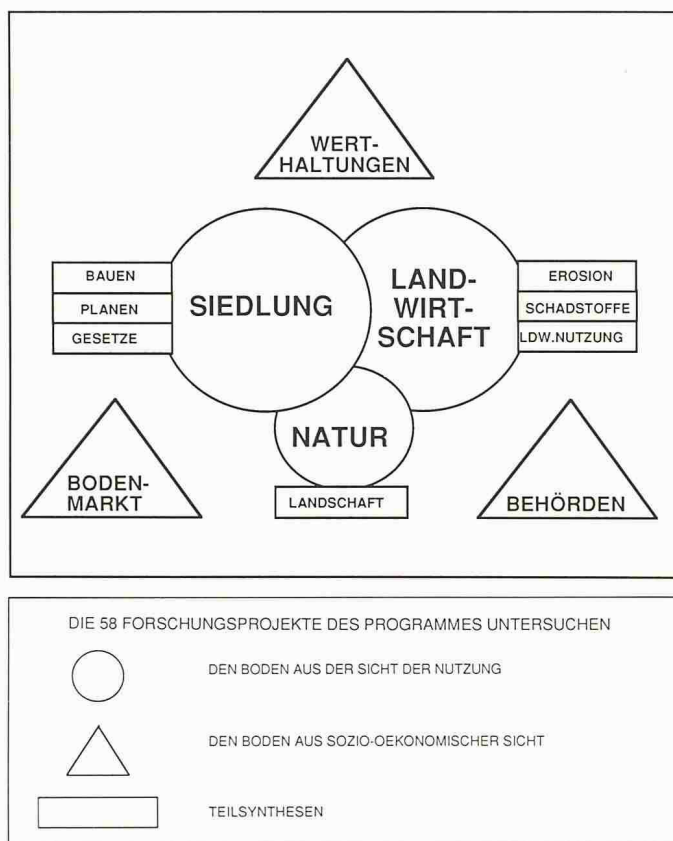 WERT-
HALTUNGEN
BAUEN
PLANEN
GESETZE
SIEDLUNG
LAND-
WIRT-
SCHAFT
EROSION
SCHADSTOFFE
LDW.NUTZUNG
NATUR
LANDSCHAFT
BODEN-
MARKT
BEHÖRDEN
DIE 58 FORSCHUNGSPROJEKTE DES PROGRAMMES UNTERSUCHEN
DEN BODEN AUS DER SICHT DER NUTZUNG
DEN BODEN AUS SOZIO-OEKONOMISCHER SICHT
TEILSYNTHESEN